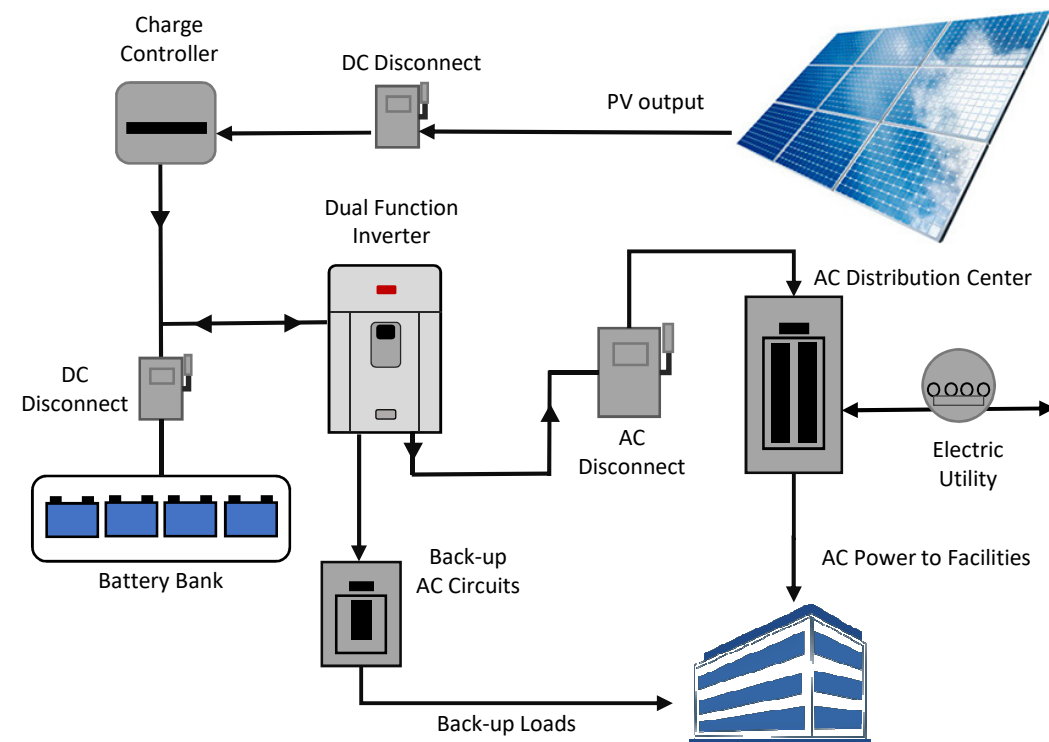 Charge
Controller
DC Disconnect
PV output
Dual Function
Inverter
AC Distribution Center
DC
Disconnect
AC
Disconnect
Electric
Utility
Battery Bank
Back-up
AC Circuits
AC Power to Facilities
Back-up Loads